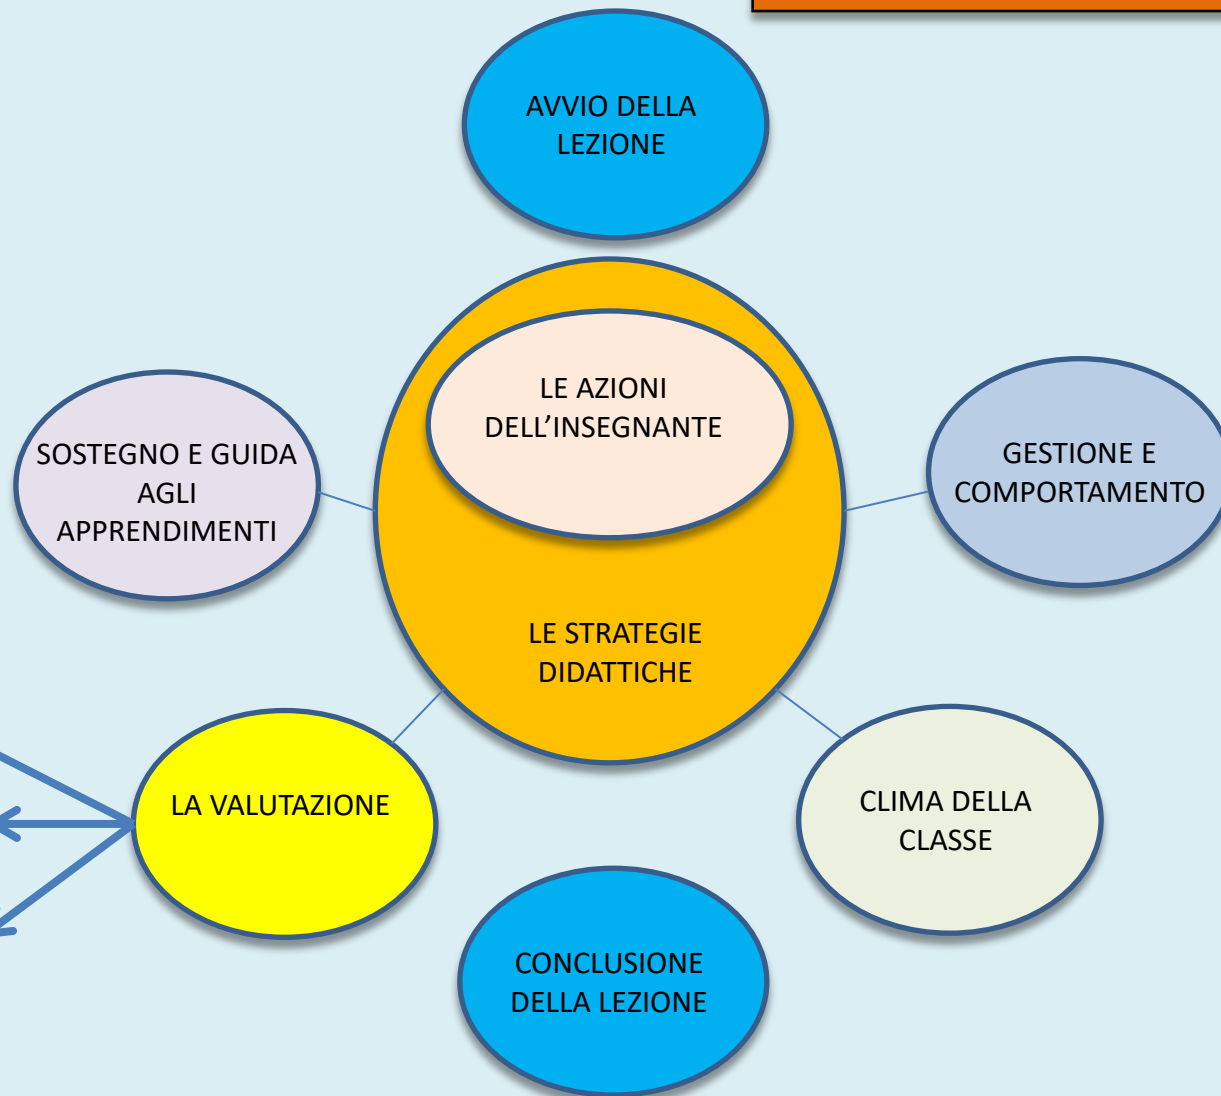 AVVIO DELLA
LEZIONE
LE AZIONI
DELL’INSEGNANTE
SOSTEGNO E GUIDA
AGLI
APPRENDIMENTI
GESTIONE E
COMPORTAMENTO
LE STRATEGIE
DIDATTICHE
LA VALUTAZIONE
CLIMA DELLA
CLASSE
CONCLUSIONE
DELLA LEZIONE